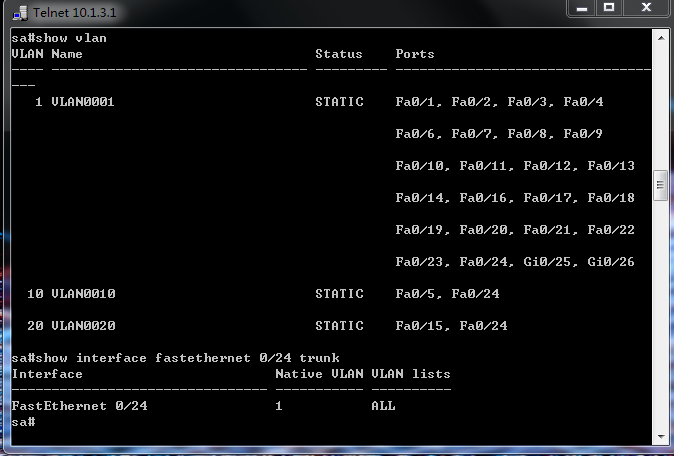 Telnet 10.1.3.1
sa#show vlan
VLAN Name                             Status    Ports
---- -------------------------------- --------- -----------------------------------
1 VLAN0001                         STATIC    Fa0/1, Fa0/2, Fa0/3, Fa0/4
Fa0/6, Fa0/7, Fa0/8, Fa0/9
Fa0/10, Fa0/11, Fa0/12, Fa0/13
Fa0/14, Fa0/16, Fa0/17, Fa0/18
Fa0/19, Fa0/20, Fa0/21, Fa0/22
Fa0/23, Fa0/24, Gi0/25, Gi0/26
10 VLAN0010                         STATIC    Fa0/5, Fa0/24
20 VLAN0020                         STATIC    Fa0/15, Fa0/24
sa#show interface fastethernet 0/24 trunk
Interface                        Native VLAN VLAN lists
-------------------------------- ----------- ----------
FastEthernet 0/24                1           ALL
sa#